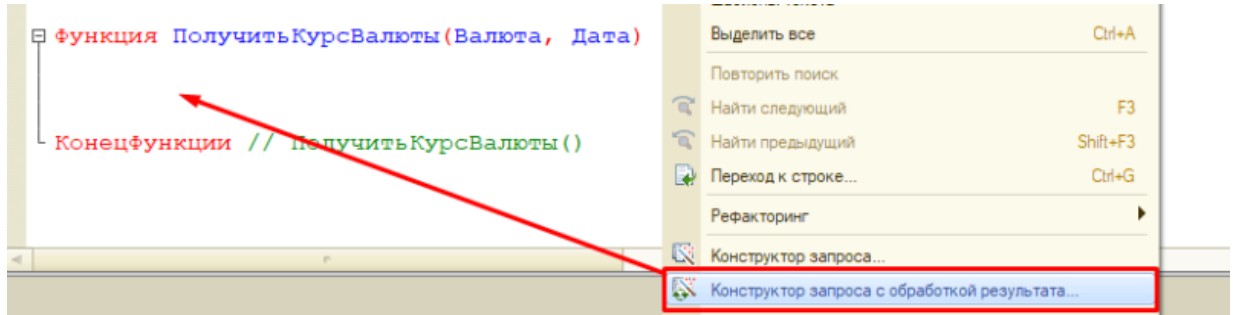 Функция ПолучитьКурсВалюты(Валюта, Дата)
КонецФункции // ПолучитьКурсВалюты()
Выделить все Ctrl+A
Повторить поиск
Найти следующий F3
Найти предыдущий Shift+F3
Переход к строке... Ctrl+G
Рефакторинг
Конструктор запроса...
Конструктор запроса с обработкой результата...